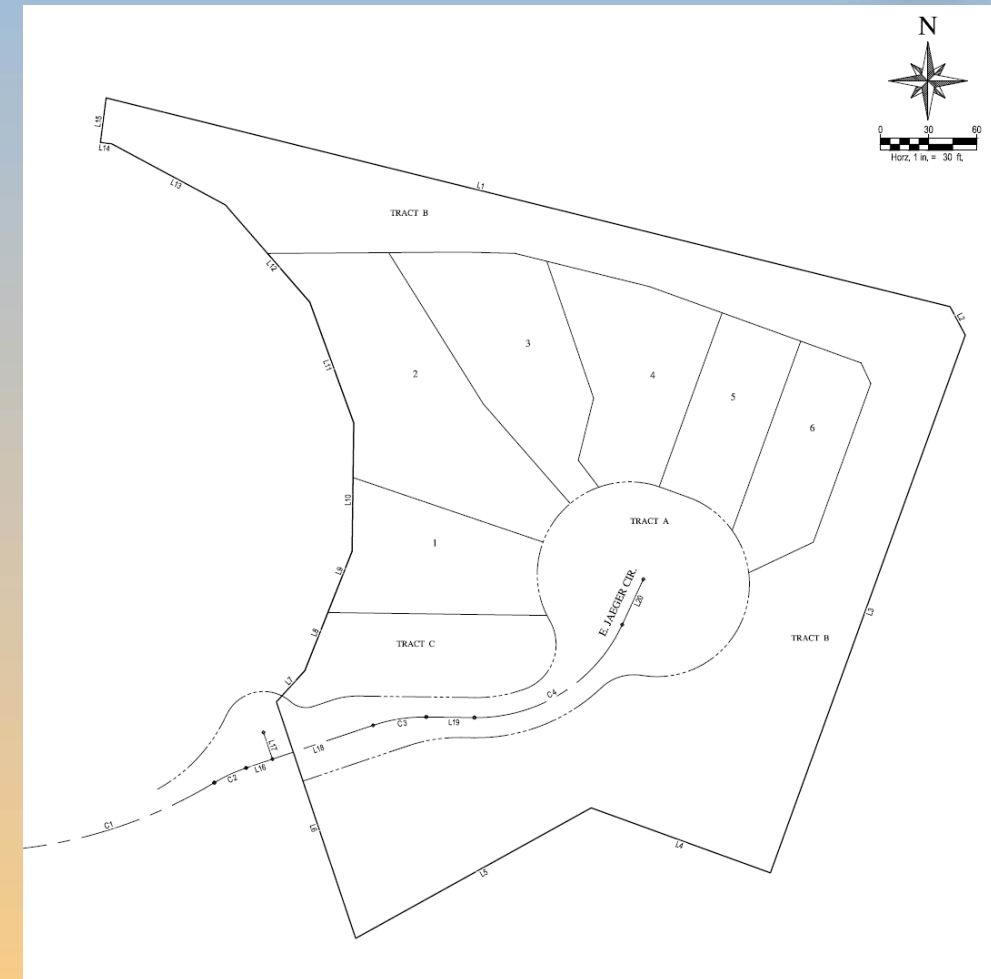 N
0 30 60
Horz, 1 in, = 30 ft,
L15
L14
L13
L1
TRACT B
L12
L2
3
L11
2
4
5
6
L10
TRACT A
1
L9
E. JAEGER CIR.
L20
L3
L8
TRACT C
TRACT B
L7
C4
C3
L19
L18
L17
L16
C2
C1
L6
L4
L5